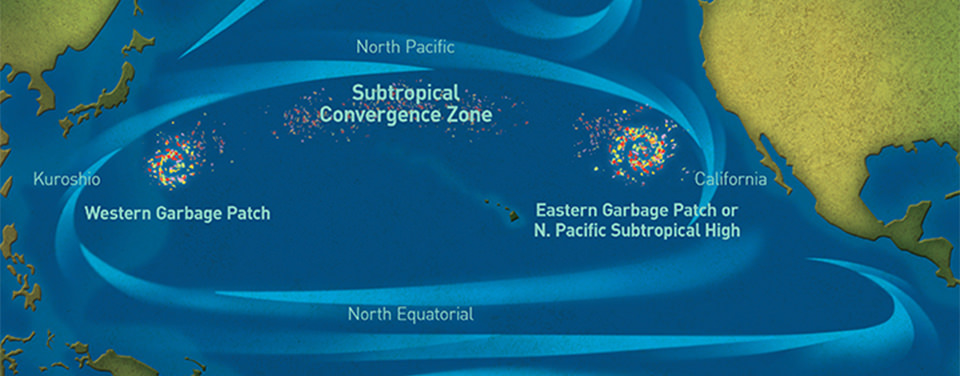 North Pacific
Subtropical
Convergence Zone
Kuroshio
California
Western Garbage Patch
Eastern Garbage Patch or
N. Pacific Subtropical High
North Equatorial